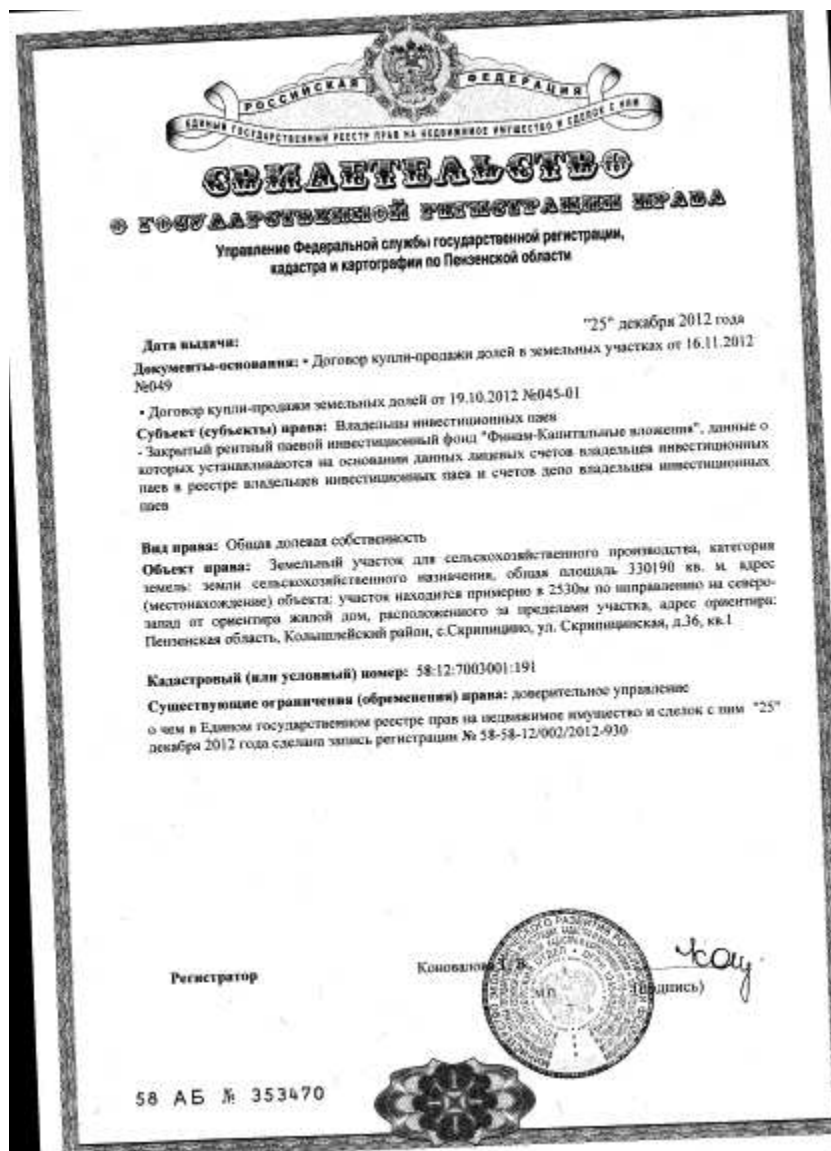 РОССИЙСКАЯ ФЕДЕРАЦИЯ
ЕДИНЫЙ ГОСУДАРСТВЕННЫЙ РЕЕСТР ПРАВ НА НЕДВИЖИМОЕ ИМУЩЕСТВО И СДЕЛОК С НИМ
СВИДЕТЕЛЬСТВО
О ГОСУДАРСТВЕННОЙ РЕГИСТРАЦИИ ПРАВА
Управление Федеральной службы государственной регистрации,
кадастра и картографии по Пензенской области
Дата выдачи: "25" декабря 2012 года
Документы-основания: • Договор купли-продажи долей в земельных участках от 16.11.2012
№049
• Договор купли-продажи земельных долей от 19.10.2012 №045-01
Субъект (субъекты) права: Владельцы инвестиционных паев
- Закрытый рентный паевой инвестиционный фонд "Финам-Капитальные вложения", данные о
которых устанавливаются на основании данных лицевых счетов владельцев инвестиционных
паев в реестре владельцев инвестиционных паев и счетов депо владельцев инвестиционных
паев
Вид права: Общая долевая собственность
Объект права: Земельный участок для сельскохозяйственного производства, категория
земель: земли сельскохозяйственного назначения, общая площадь 330190 кв. м, адрес
(местонахождение) объекта: участок находится примерно в 2530м по направлению на северо-
запад от ориентира жилой дом, расположенного за пределами участка, адрес ориентира:
Пензенская область, Колышлейский район, с.Скрипицино, ул. Скрипицинская, д.36, кв.1
Кадастровый (или условный) номер: 58:12:7003001:191
Существующие ограничения (обременения) права: доверительное управление
о чем в Едином государственном реестре прав на недвижимое имущество и сделок с ним "25"
декабря 2012 года сделана запись регистрации № 58-58-12/002/2012-930
Регистратор
Коновалова
м.п.
(подпись)
58 АБ № 353470